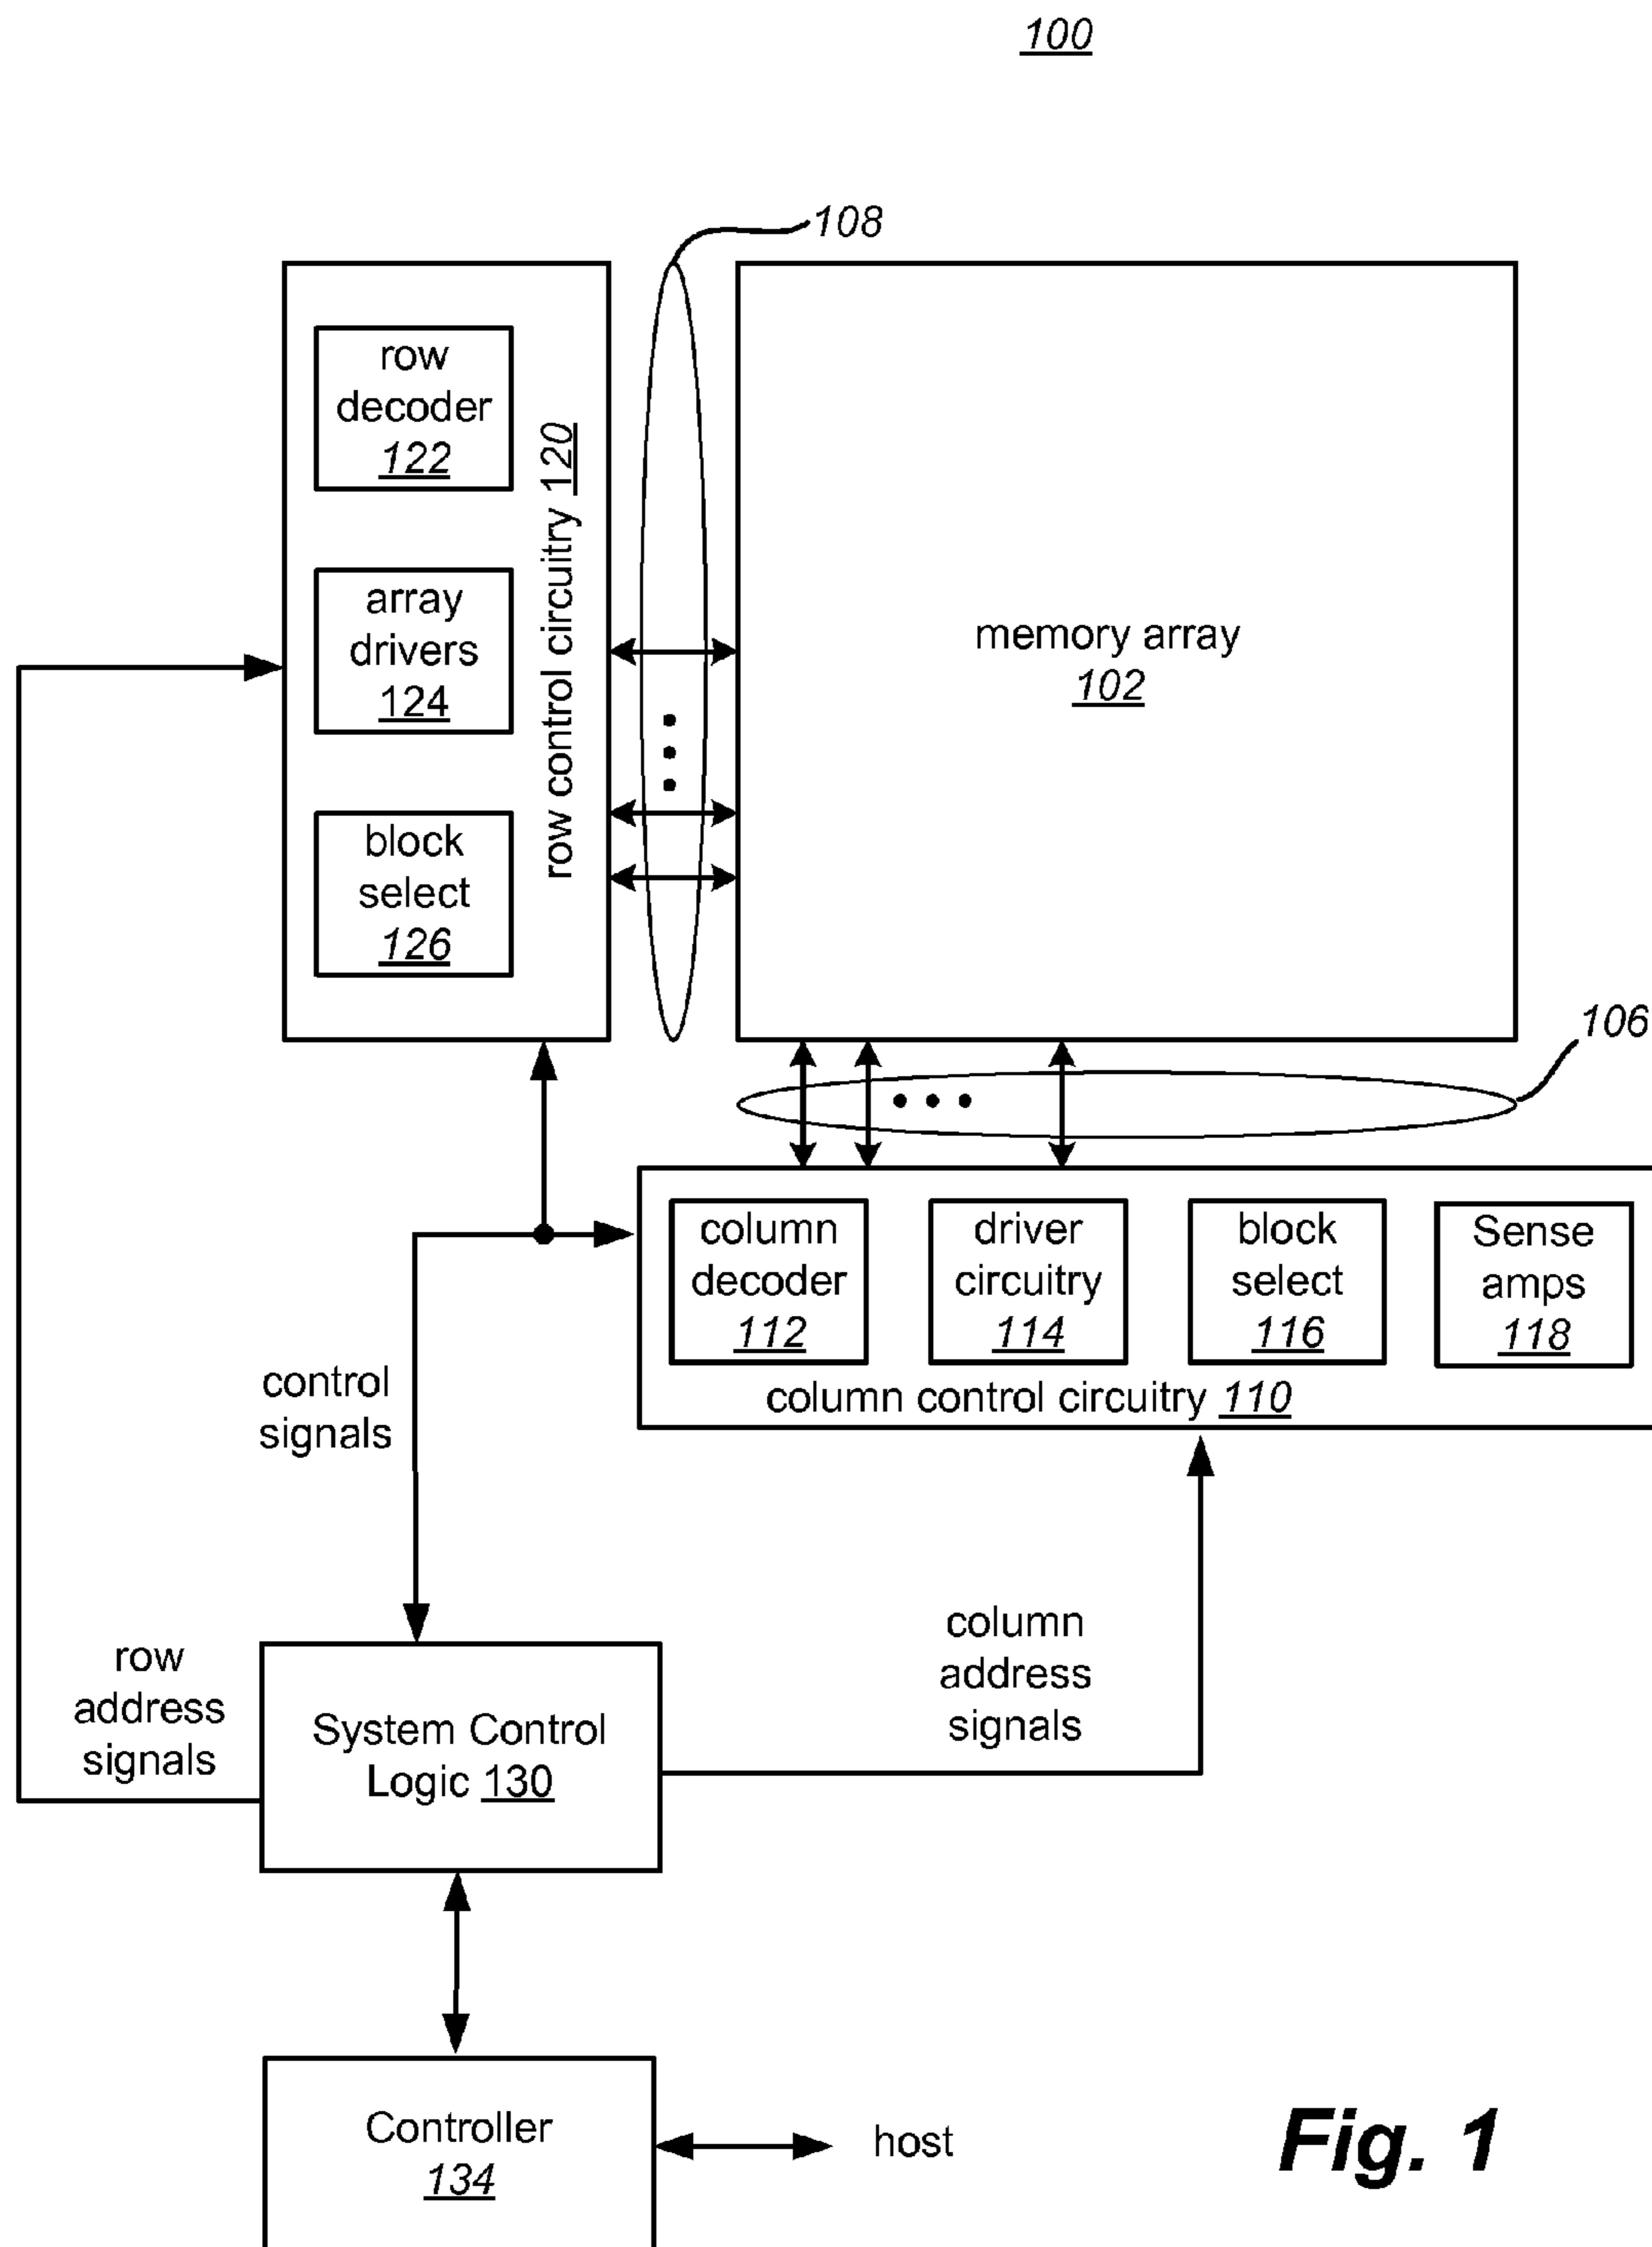 100
108
row
decoder
122
array
drivers
124
block
select
126
row control circuitry 120
memory array
102
106
column
decoder
112
driver
circuitry
114
block
select
116
Sense
amps
118
column control circuitry 110
control
signals
row
address
signals
column
address
signals
System Control
Logic 130
Controller
134
host
Fig. 1